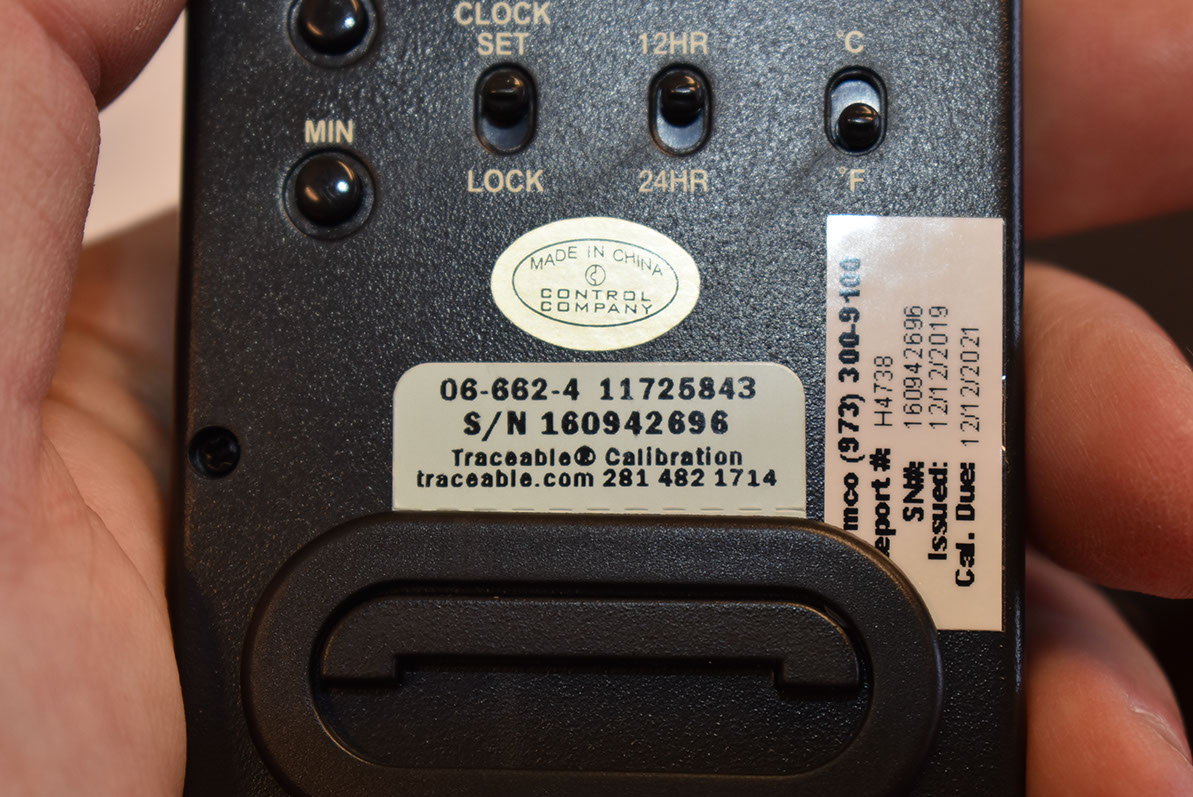 CLOCK
SET
12HR
°C
MIN
LOCK
24HR
°F
MADE IN CHINA
CONTROL
COMPANY
06-662-4 11725843
S/N 160942696
Traceable® Calibration
traceable.com 281 482 1714
mco (973) 300-9100
eport #: H4738
SN#: 160942696
Issued: 12/12/2019
Cal. Due: 12/12/2021